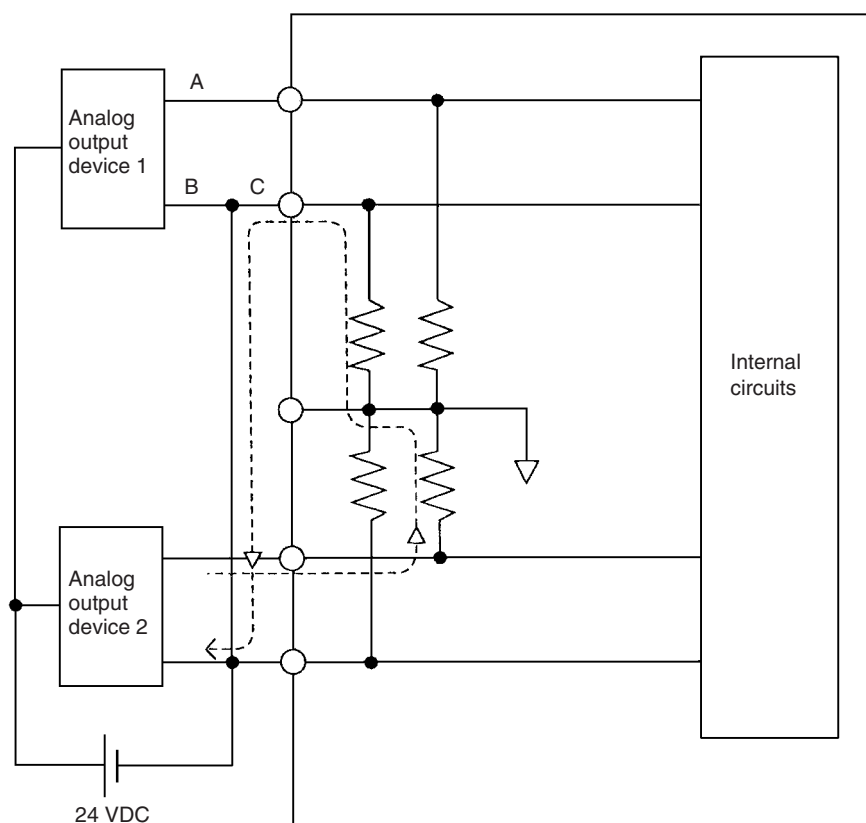 A
Analog
output
device 1
B
C
Internal
circuits
Analog
output
device 2
24 VDC